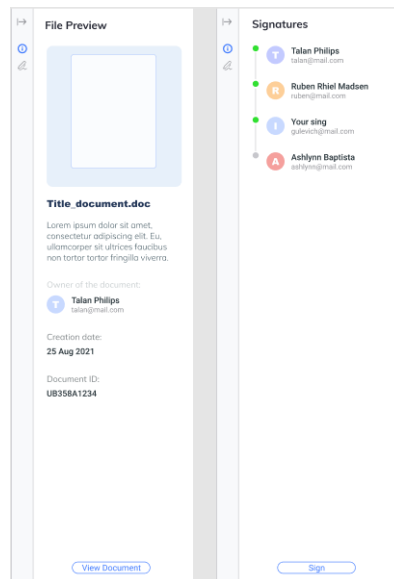 File Preview
Title_document.doc
Lorem ipsum dolor sit amet,
consectetur adipiscing elit. Eu,
ullamcorper sit ultrices faucibus
non tortor tortor fringilla viverra.
Owner of the document:
T
Talan Philips
talan@mail.com
Creation date:
25 Aug 2021
Document ID:
UB358A1234
View Document
Signatures
T
Talan Philips
talan@mail.com
R
Ruben Rhiel Madsen
ruben@mail.com
I
Your sing
gulevich@mail.com
A
Ashlynn Baptista
ashlynn@mail.com
Sign